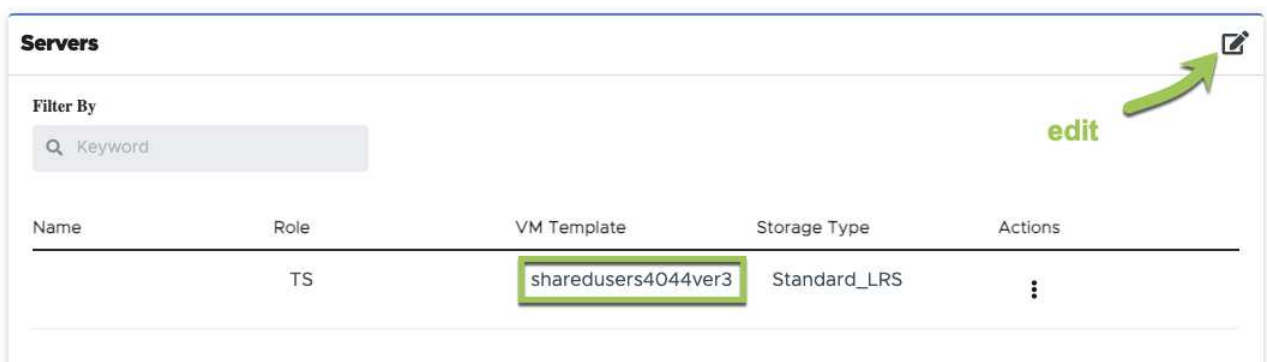 Servers
Filter By
Keyword
edit
Name Role VM Template Storage Type Actions
TS sharedusers4044ver3 Standard_LRS